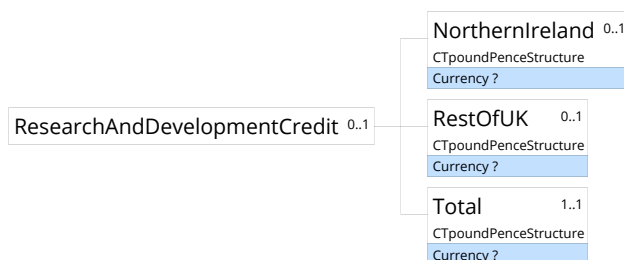 NorthernIreland 0..1
CTpoundPenceStructure
Currency ?
ResearchAndDevelopmentCredit 0..1
RestOfUK 0..1
CTpoundPenceStructure
Currency ?
Total 1..1
CTpoundPenceStructure
Currency ?